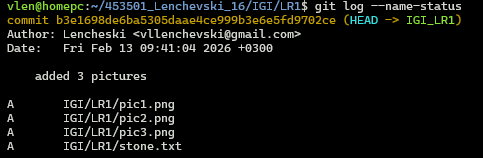 vlen@homepc:~/453501_Lenchevski_16/IGI/LR1$ git log --name-status
commit b3e1698de6ba5305daae4ce999b3e6e5fd9702ce (HEAD -> IGI_LR1)
Author: Lencheski <vllenchevski@gmail.com>
Date:   Fri Feb 13 09:41:04 2026 +0300
    added 3 pictures
A       IGI/LR1/pic1.png
A       IGI/LR1/pic2.png
A       IGI/LR1/pic3.png
A       IGI/LR1/stone.txt